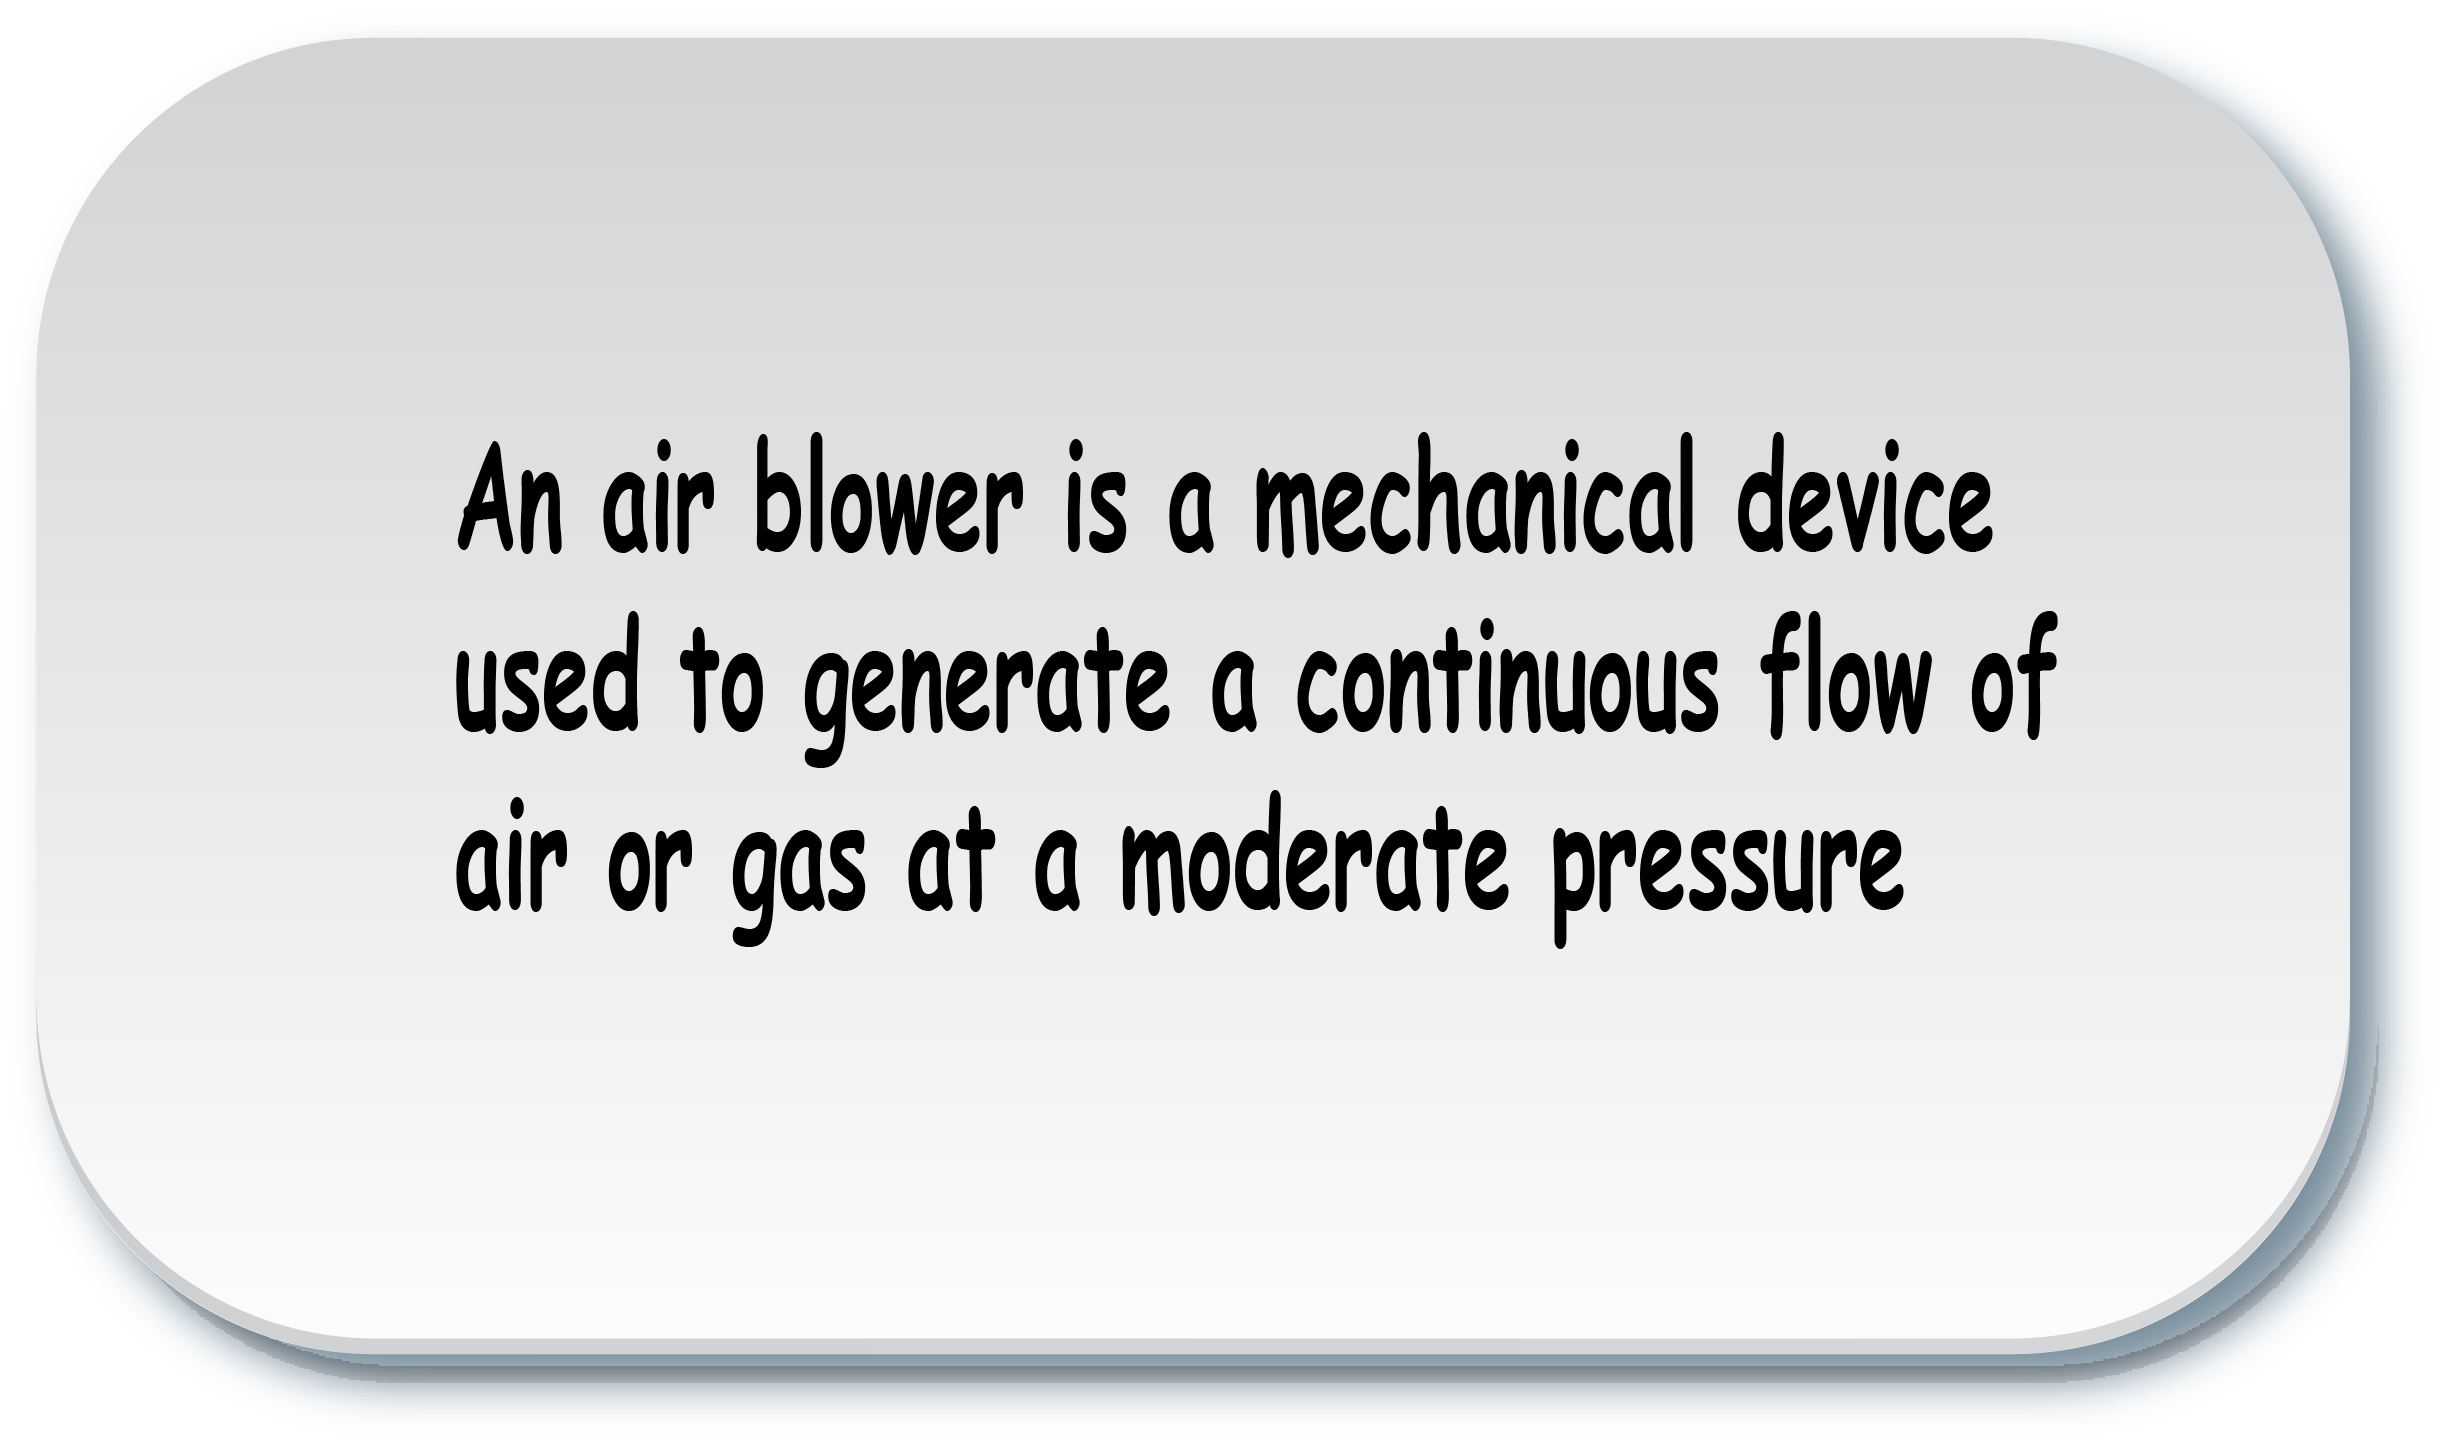 An air blower is a mechanical device
used to generate a continuous flow of
air or gas at a moderate pressure